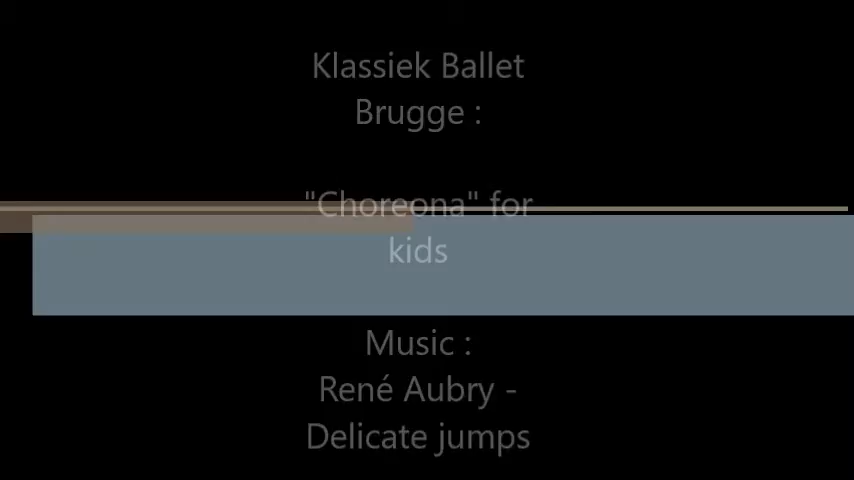 Klassiek Ballet
Brugge :
"Choreona" for
kids
Music :
René Aubry -
Delicate jumps